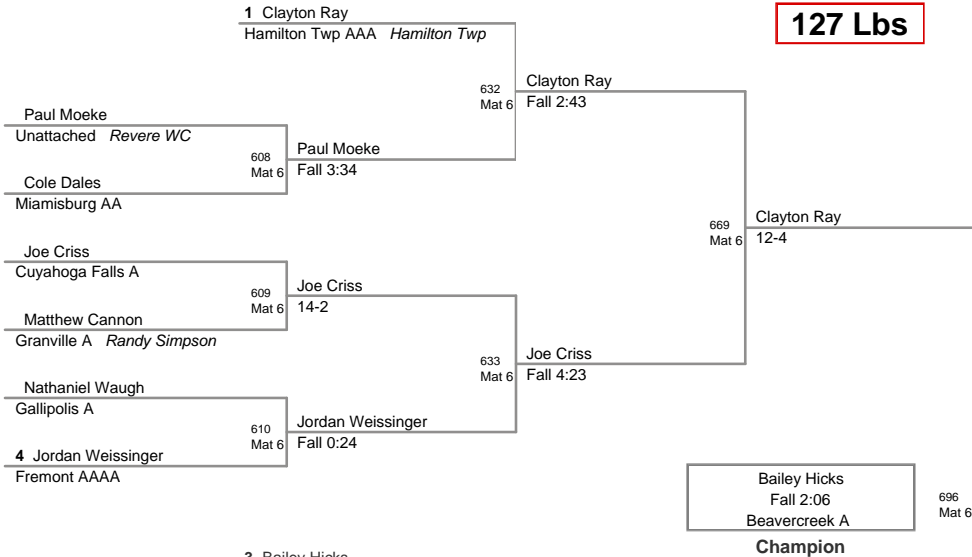 1 Clayton Ray
Hamilton Twp AAA Hamilton Twp
127 Lbs
632
Mat 6
Clayton Ray
Fall 2:43
Paul Moeke
Unattached Revere WC
608
Mat 6
Paul Moeke
Fall 3:34
Cole Dales
Miamisburg AA
669
Mat 6
Clayton Ray
12-4
Joe Criss
Cuyahoga Falls A
609
Mat 6
Joe Criss
14-2
Matthew Cannon
Granville A Randy Simpson
633
Mat 6
Joe Criss
Fall 4:23
Nathaniel Waugh
Gallipolis A
610
Mat 6
Jordan Weissinger
Fall 0:24
4 Jordan Weissinger
Fremont AAAA
Bailey Hicks
Fall 2:06
Beavercreek A
696
Mat 6
Champion
Bailey Hicks